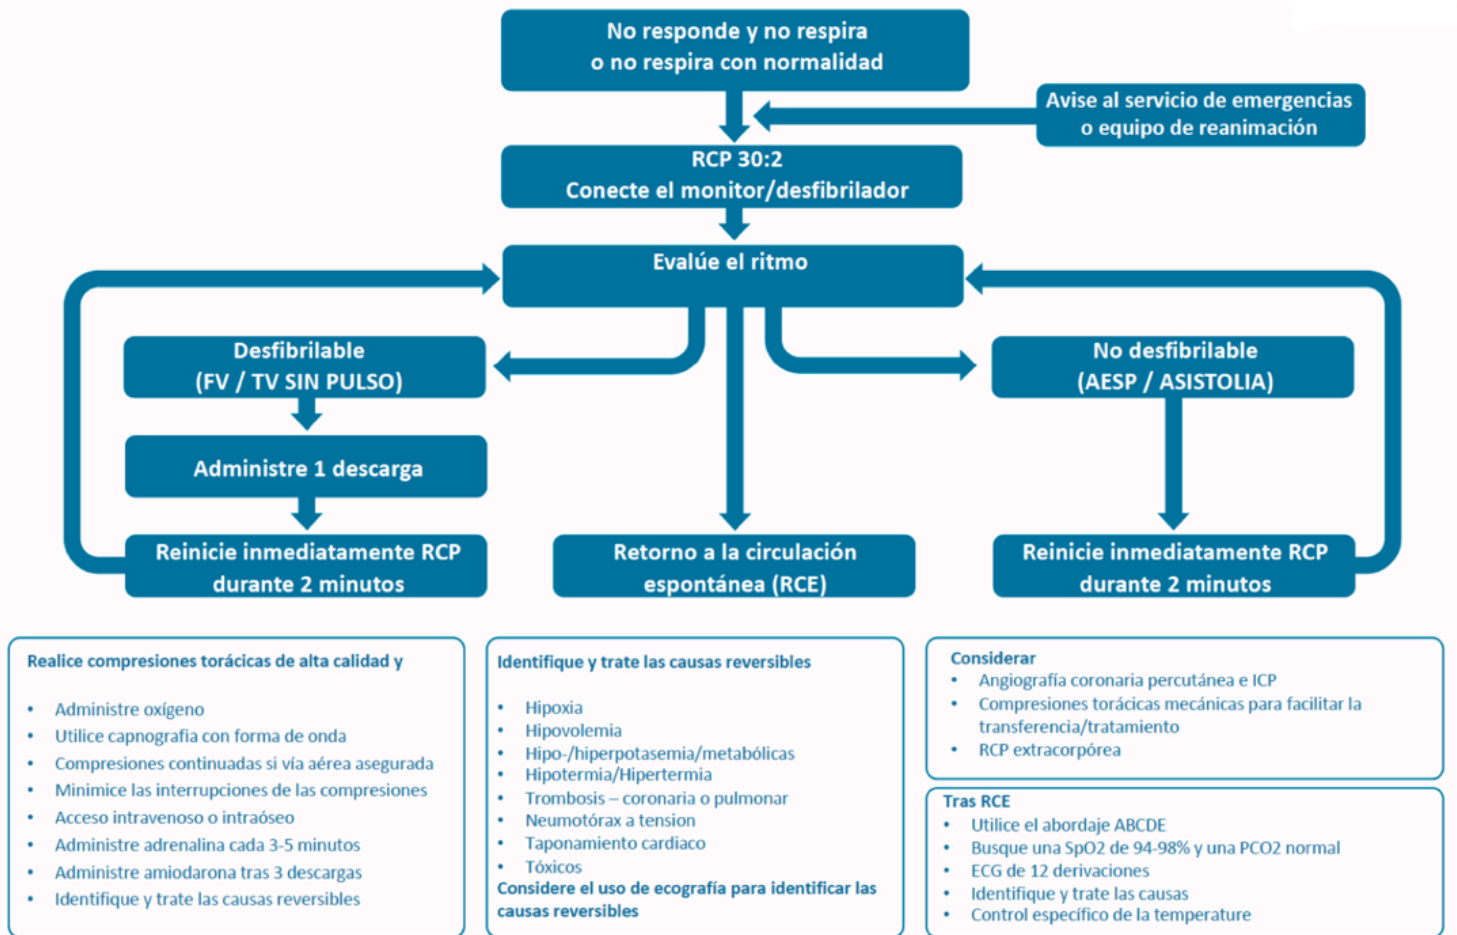 No responde y no respira
o no respira con normalidad
Avise al servicio de emergencias
o equipo de reanimación
RCP 30:2
Conecte el monitor/desfibrilador
Evalúe el ritmo
Desfibrilable
(FV / TV SIN PULSO)
No desfibrilable
(AESP / ASISTOLIA)
Administre 1 descarga
Reinicie inmediatamente RCP
durante 2 minutos
Retorno a la circulación
espontánea (RCE)
Reinicie inmediatamente RCP
durante 2 minutos
Realice compresiones torácicas de alta calidad y
• Administre oxígeno
• Utilice capnografia con forma de onda
• Compresiones continuadas si vía aérea asegurada
• Minimice las interrupciones de las compresiones
• Acceso intravenoso o intraóseo
• Administre adrenalina cada 3-5 minutos
• Administre amiodarona tras 3 descargas
• Identifique y trate las causas reversibles
Identifique y trate las causas reversibles
• Hipoxia
• Hipovolemia
• Hipo-/hiperpotasemia/metabólicas
• Hipotermia/Hipertermia
• Trombosis – coronaria o pulmonar
• Neumotórax a tension
• Taponamiento cardiaco
• Tóxicos
Considere el uso de ecografía para identificar las
causas reversibles
Considerar
• Angiografía coronaria percutánea e ICP
• Compresiones torácicas mecánicas para facilitar la
transferencia/tratamiento
• RCP extracorpórea
Tras RCE
• Utilice el abordaje ABCDE
• Busque una SpO2 de 94-98% y una PCO2 normal
• ECG de 12 derivaciones
• Identifique y trate las causas
• Control específico de la temperature